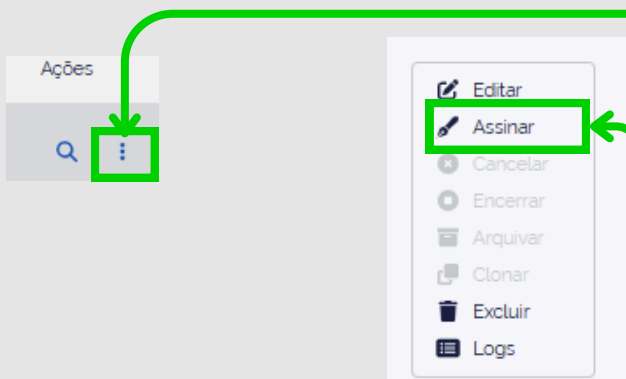 Ações
Editar
Assinar
Cancelar
Encerrar
Arquivar
Clonar
Excluir
Logs